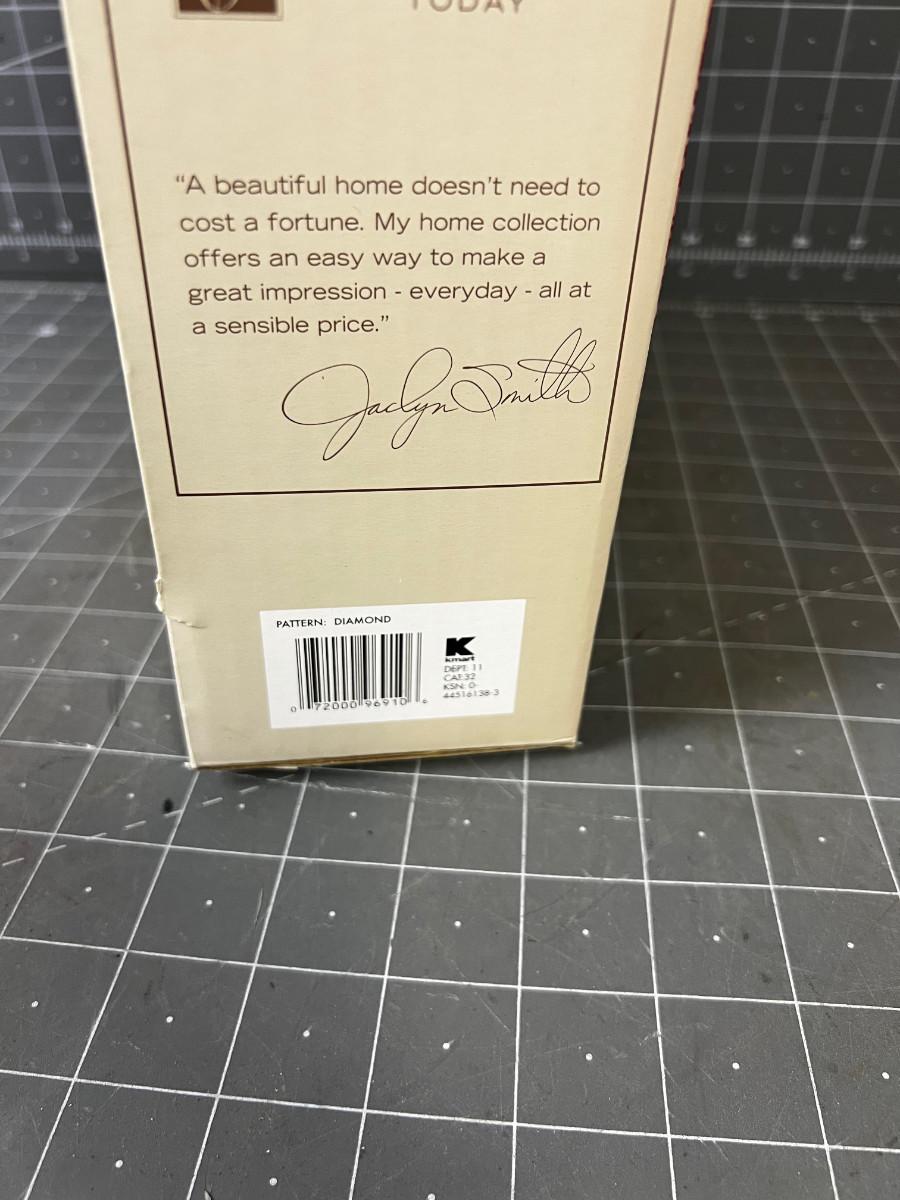 TODAY
“A beautiful home doesn’t need to
cost a fortune. My home collection
offers an easy way to make a
great impression - everyday - all at
a sensible price.”
Jaclyn Smith
PATTERN: DIAMOND
K
kmart
DEPT: 11
CAT:32
KSN: 0-
44516138-3
0 72000 96910 6